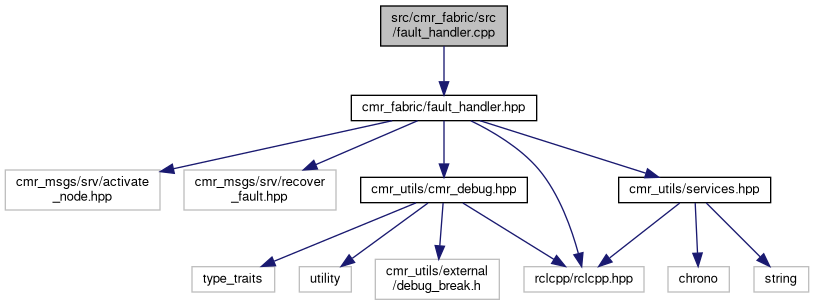 src/cmr_fabric/src
/fault_handler.cpp
cmr_fabric/fault_handler.hpp
cmr_msgs/srv/activate
_node.hpp
cmr_msgs/srv/recover
_fault.hpp
cmr_utils/cmr_debug.hpp
cmr_utils/services.hpp
type_traits
utility
cmr_utils/external
/debug_break.h
rclcpp/rclcpp.hpp
chrono
string